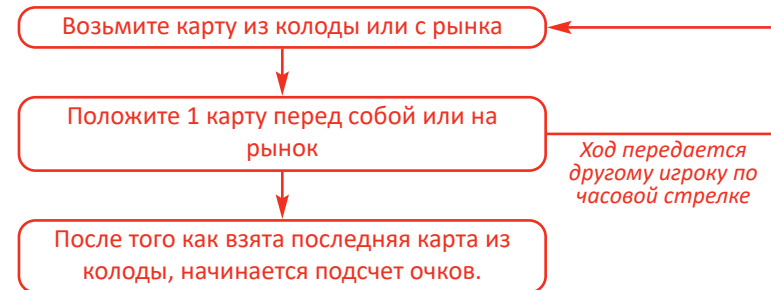 Возьмите карту из колоды или с рынка
Положите 1 карту перед собой или на
рынок
Ход передается
другому игроку по
часовой стрелке
После того как взята последняя карта из
колоды, начинается подсчет очков.